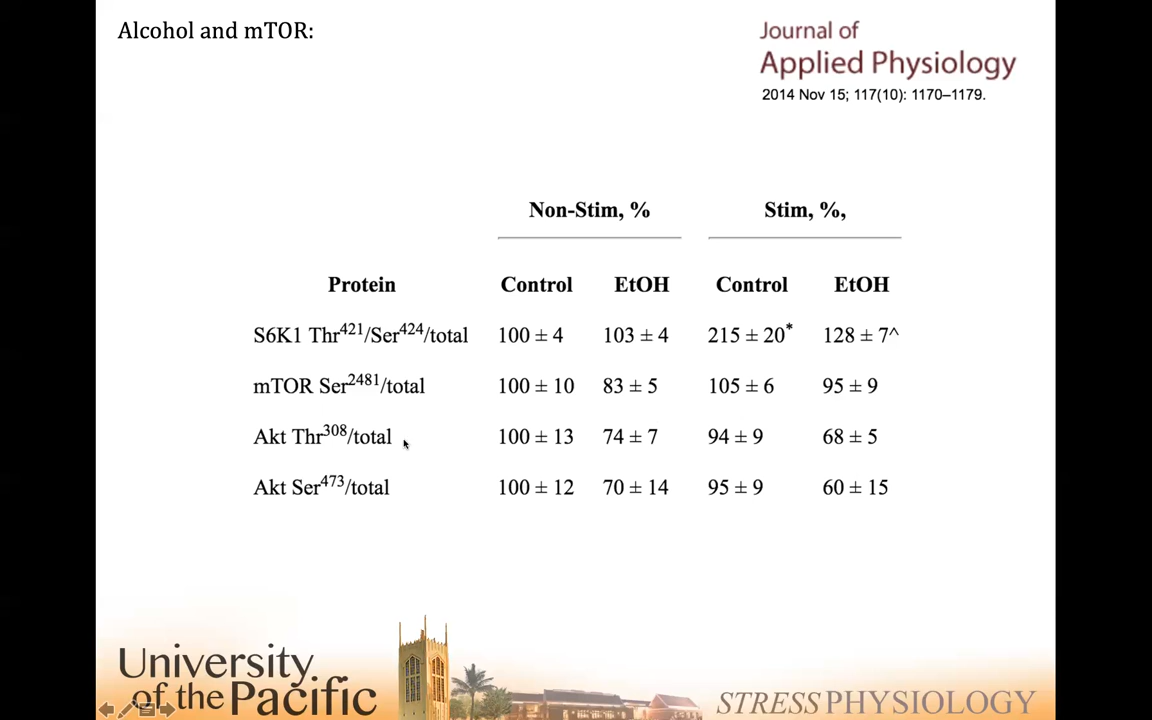 Alcohol and mTOR:
Journal of
Applied Physiology
2014 Nov 15; 117(10): 1170–1179.
Non-Stim, % Stim, %,
Protein Control EtOH Control EtOH
S6K1 Thr421/Ser424/total 100 ± 4 103 ± 4 215 ± 20* 128 ± 7^
mTOR Ser2481/total 100 ± 10 83 ± 5 105 ± 6 95 ± 9
Akt Thr308/total 100 ± 13 74 ± 7 94 ± 9 68 ± 5
Akt Ser473/total 100 ± 12 70 ± 14 95 ± 9 60 ± 15
University
of the Pacific
STRESSPHYSIOLOGY